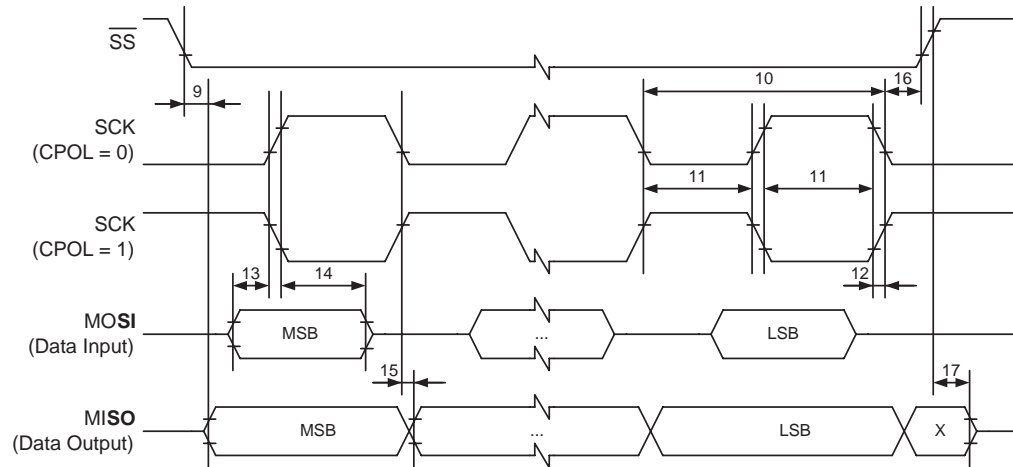 SS
9
10
16
SCK
(CPOL = 0)
11
11
SCK
(CPOL = 1)
13
14
12
MOSI
(Data Input)
MSB
...
LSB
15
17
MISO
(Data Output)
MSB
...
LSB
X